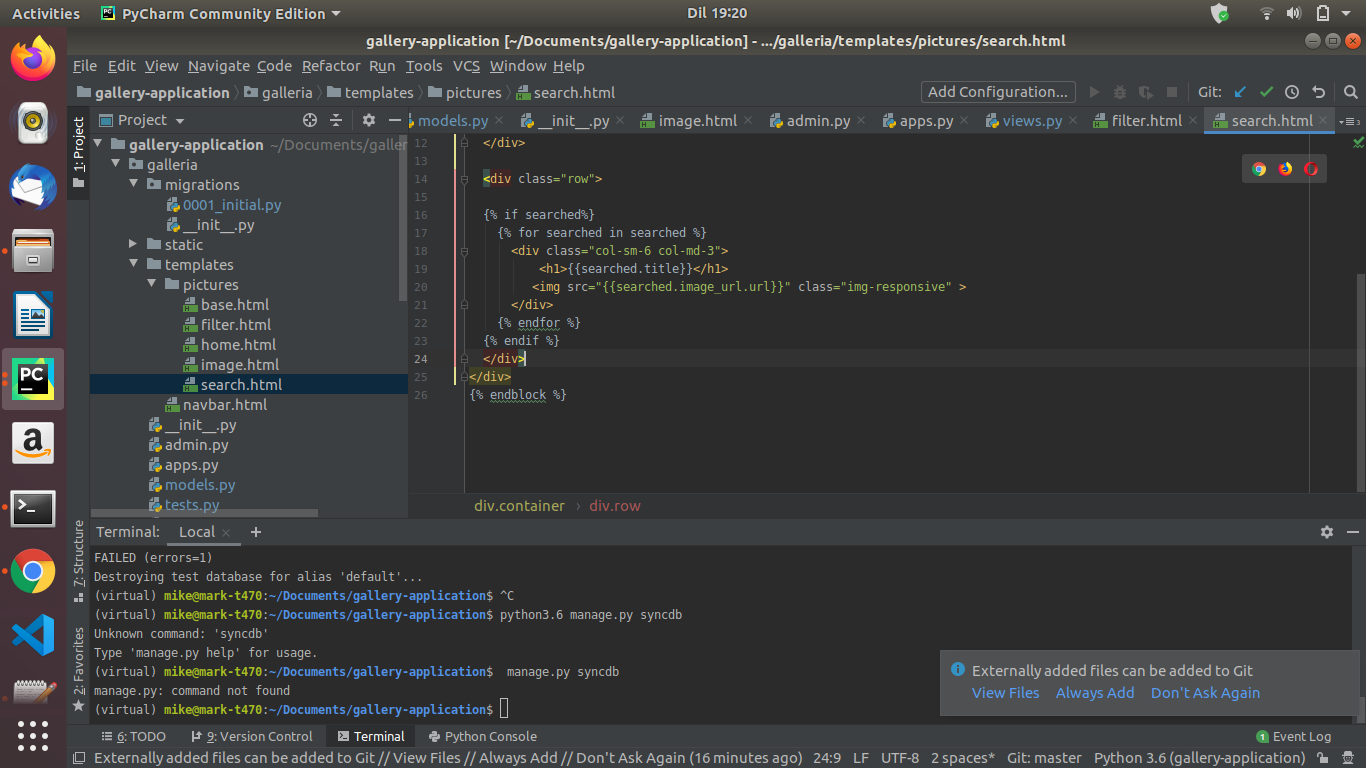 Activities PyCharm Community Edition Dil 19:20
gallery-application [~/Documents/gallery-application] - .../galleria/templates/pictures/search.html
File Edit View Navigate Code Refactor Run Tools VCS Window Help
gallery-application galleria templates pictures search.html Add Configuration... Git:
1: Project
Project
models.py __init__.py image.html admin.py apps.py views.py filter.html search.html 3
gallery-application ~/Documents/galler
galleria
migrations
0001_initial.py
__init__.py
static
templates
pictures
base.html
filter.html
home.html
image.html
search.html
navbar.html
__init__.py
admin.py
apps.py
models.py
tests.py
12 </div>
13
14 <div class="row">
15
16 {% if searched%}
17 {% for searched in searched %}
18 <div class="col-sm-6 col-md-3">
19 <h1>{{searched.title}}</h1>
20 <img src="{{searched.image_url.url}}" class="img-responsive" >
21 </div>
22 {% endfor %}
23 {% endif %}
24 </div>
25 </div>
26 {% endblock %}
div.container › div.row
7: Structure
2: Favorites
Terminal: Local × +
FAILED (errors=1)
Destroying test database for alias 'default'...
(virtual) mike@mark-t470:~/Documents/gallery-application$ ^C
(virtual) mike@mark-t470:~/Documents/gallery-application$ python3.6 manage.py syncdb
Unknown command: 'syncdb'
Type 'manage.py help' for usage.
(virtual) mike@mark-t470:~/Documents/gallery-application$  manage.py syncdb
manage.py: command not found
(virtual) mike@mark-t470:~/Documents/gallery-application$
Externally added files can be added to Git
View Files Always Add Don't Ask Again
6: TODO 9: Version Control Terminal Python Console 1 Event Log
Externally added files can be added to Git // View Files // Always Add // Don't Ask Again (16 minutes ago) 24:9 LF UTF-8 2 spaces* Git: master Python 3.6 (gallery-application)